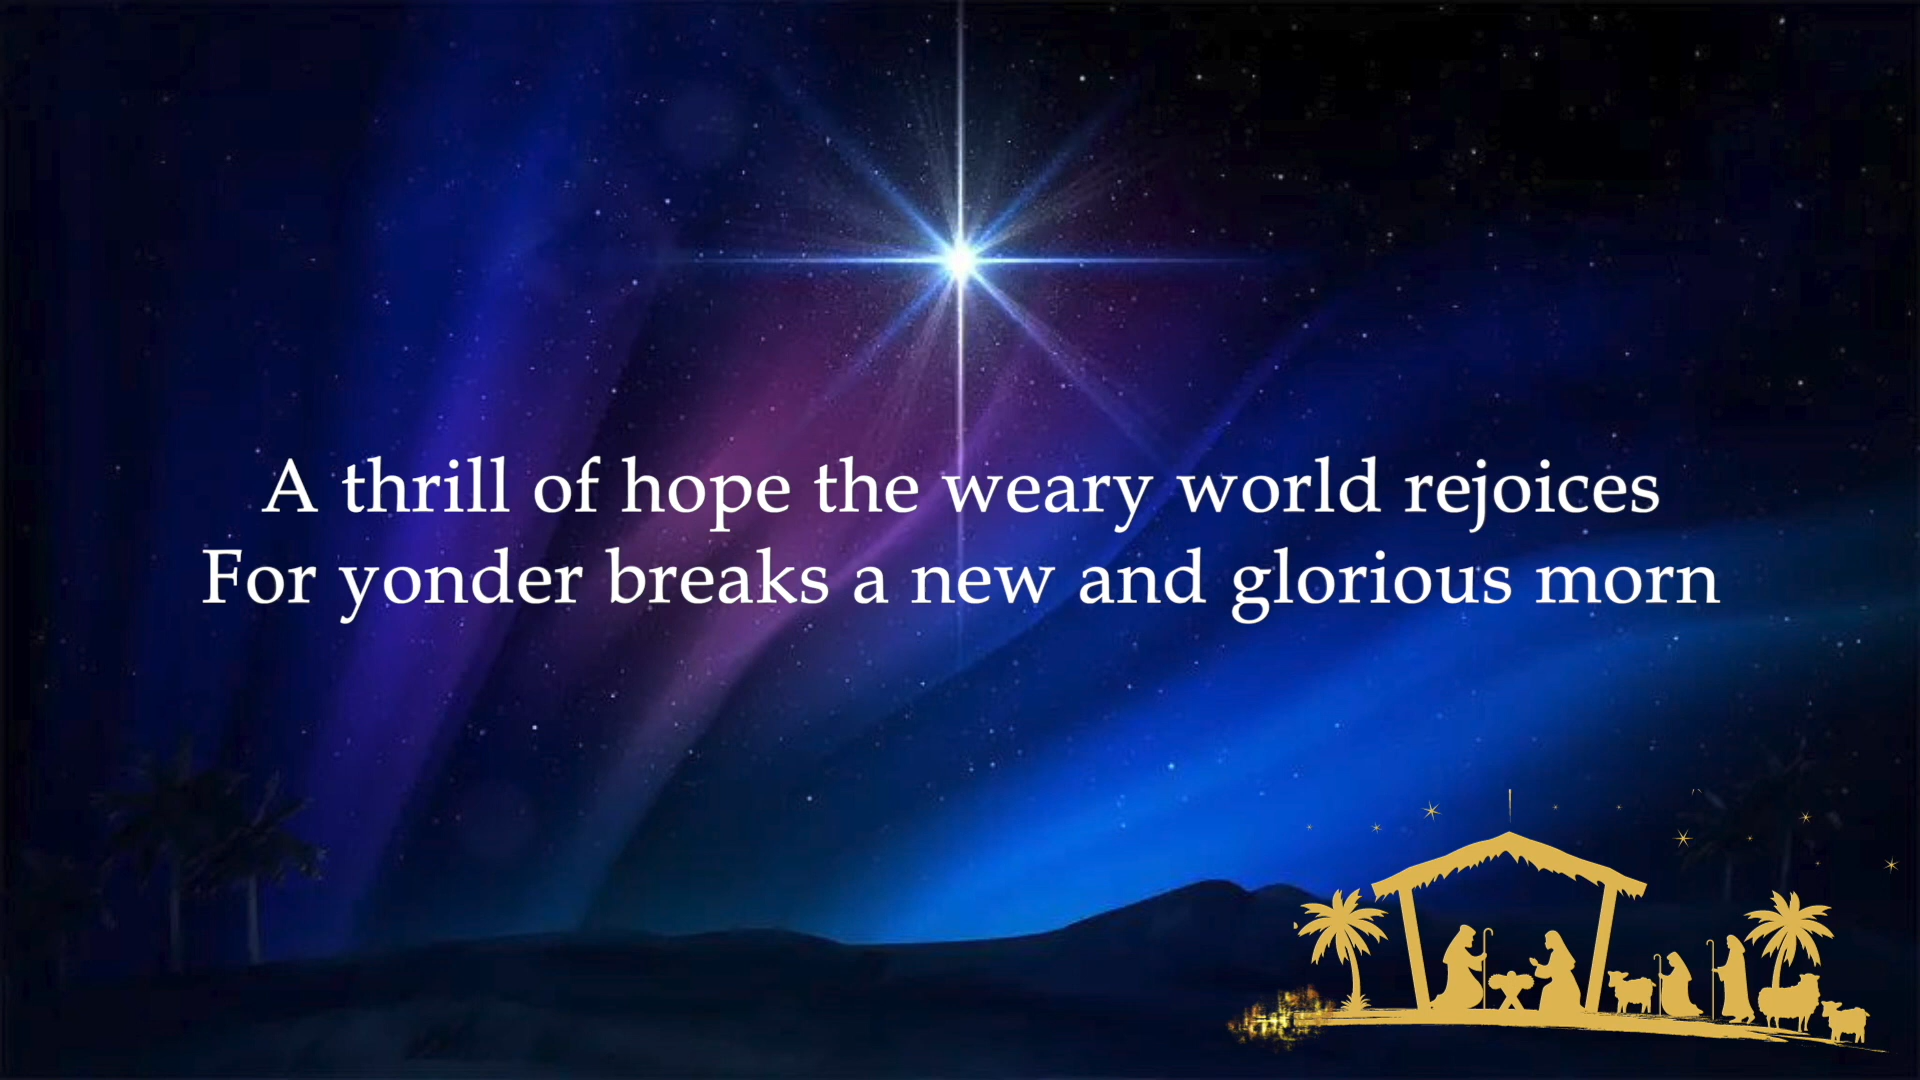 A thrill of hope the weary world rejoices
For yonder breaks a new and glorious morn